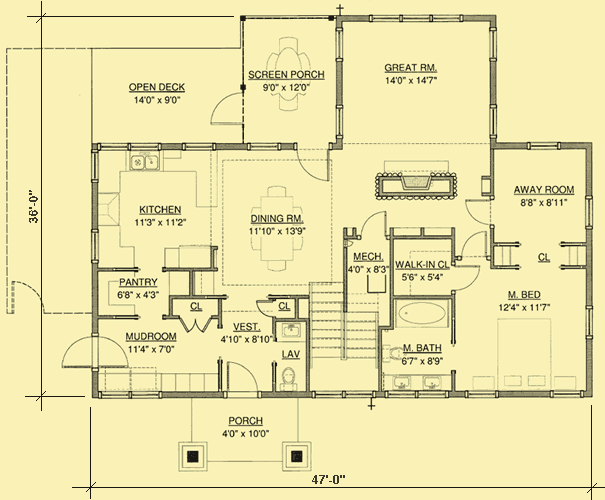 OPEN DECK
14'0" x 9'0"
SCREEN PORCH
9'0" x 12'0"
GREAT RM.
14'0" x 14'7"
36'-0"
KITCHEN
11'3" x 11'2"
DINING RM.
11'10" x 13'9"
AWAY ROOM
8'8" x 8'11"
MECH.
4'0" x 8'3"
WALK-IN CL
5'6" x 5'4"
CL
PANTRY
6'8" x 4'3"
CL
CL
M. BED
12'4" x 11'7"
MUDROOM
11'4" x 7'0"
VEST.
4'10" x 8'10"
LAV
M. BATH
6'7" x 8'9"
PORCH
4'0" x 10'0"
47'-0"